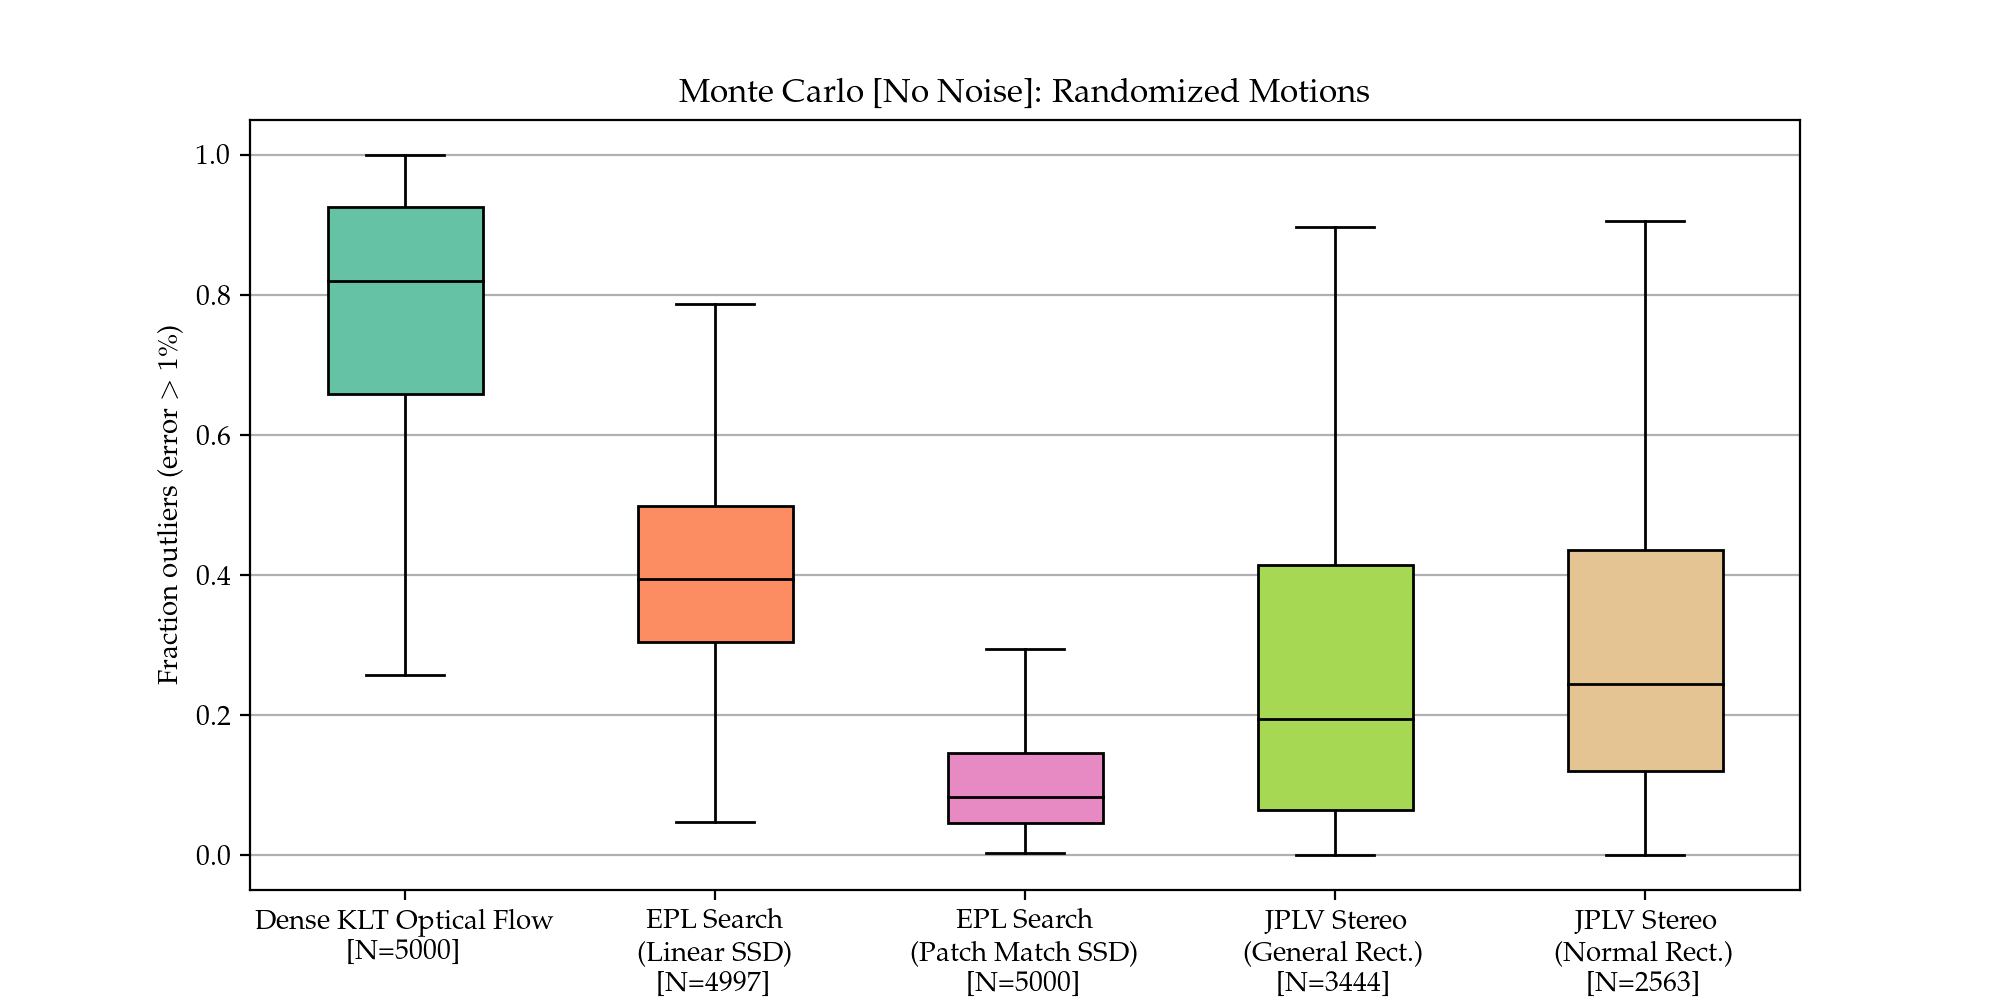 Monte Carlo [No Noise]: Randomized Motions
Fraction outliers (error > 1%)
1.0
0.8
0.6
0.4
0.2
0.0
Dense KLT Optical Flow
[N=5000]
EPL Search
(Linear SSD)
[N=4997]
EPL Search
(Patch Match SSD)
[N=5000]
JPLV Stereo
(General Rect.)
[N=3444]
JPLV Stereo
(Normal Rect.)
[N=2563]